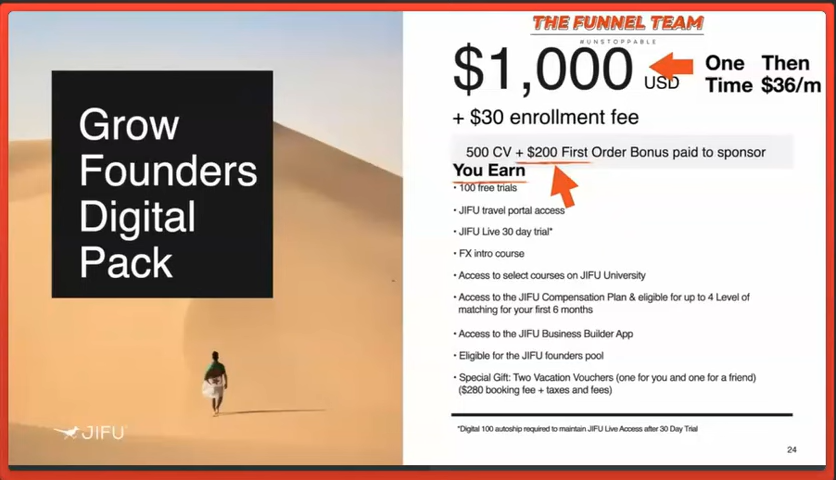 Grow
Founders
Digital
Pack
JIFU
THE FUNNEL TEAM
#UNSTOPPABLE
$1,000 USD
One Then
Time $36/m
+ $30 enrollment fee
500 CV + $200 First Order Bonus paid to sponsor
You Earn
• 100 free trials
• JIFU travel portal access
• JIFU Live 30 day trial*
• FX intro course
• Access to select courses on JIFU University
• Access to the JIFU Compensation Plan & eligible for up to 4 Level of
matching for your first 6 months
• Access to the JIFU Business Builder App
• Eligible for the JIFU founders pool
• Special Gift: Two Vacation Vouchers (one for you and one for a friend)
($280 booking fee + taxes and fees)
*Digital 100 autoship required to maintain JIFU Live Access after 30 Day Trial
24